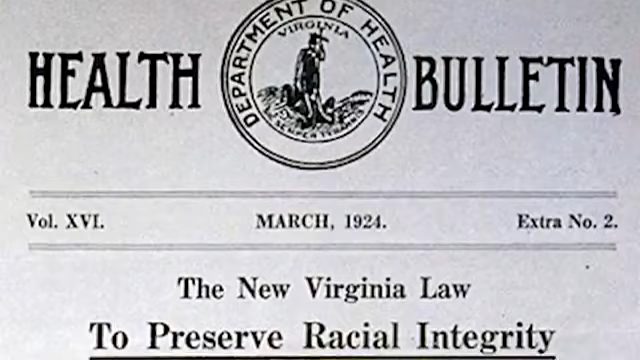 DEPARTMENT OF HEALTH
VIRGINIA
SIC SEMPER TYRANNIS
HEALTH BULLETIN
Vol. XVI. MARCH, 1924. Extra No. 2.
The New Virginia Law
To Preserve Racial Integrity